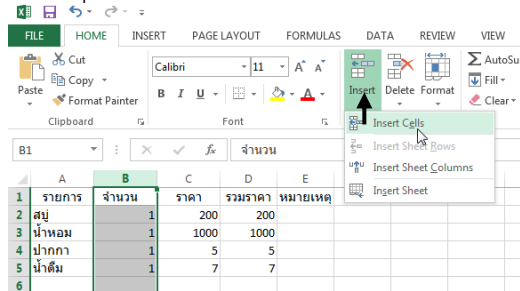 FILE HOME INSERT PAGE LAYOUT FORMULAS DATA REVIEW VIEW
Cut
Copy
Format Painter
Paste
Clipboard
Calibri 11
B I U
Font
Insert Delete Format
AutoSu
Fill
Clear
Insert Cells
Insert Sheet Rows
Insert Sheet Columns
Insert Sheet
B1 fx จำนวน
A B C D E
1 รายการ จำนวน ราคา รวมราคา หมายเหตุ
2 สบู่ 1 200 200
3 น้ำหอม 1 1000 1000
4 ปากกา 1 5 5
5 น้ำดื่ม 1 7 7
6